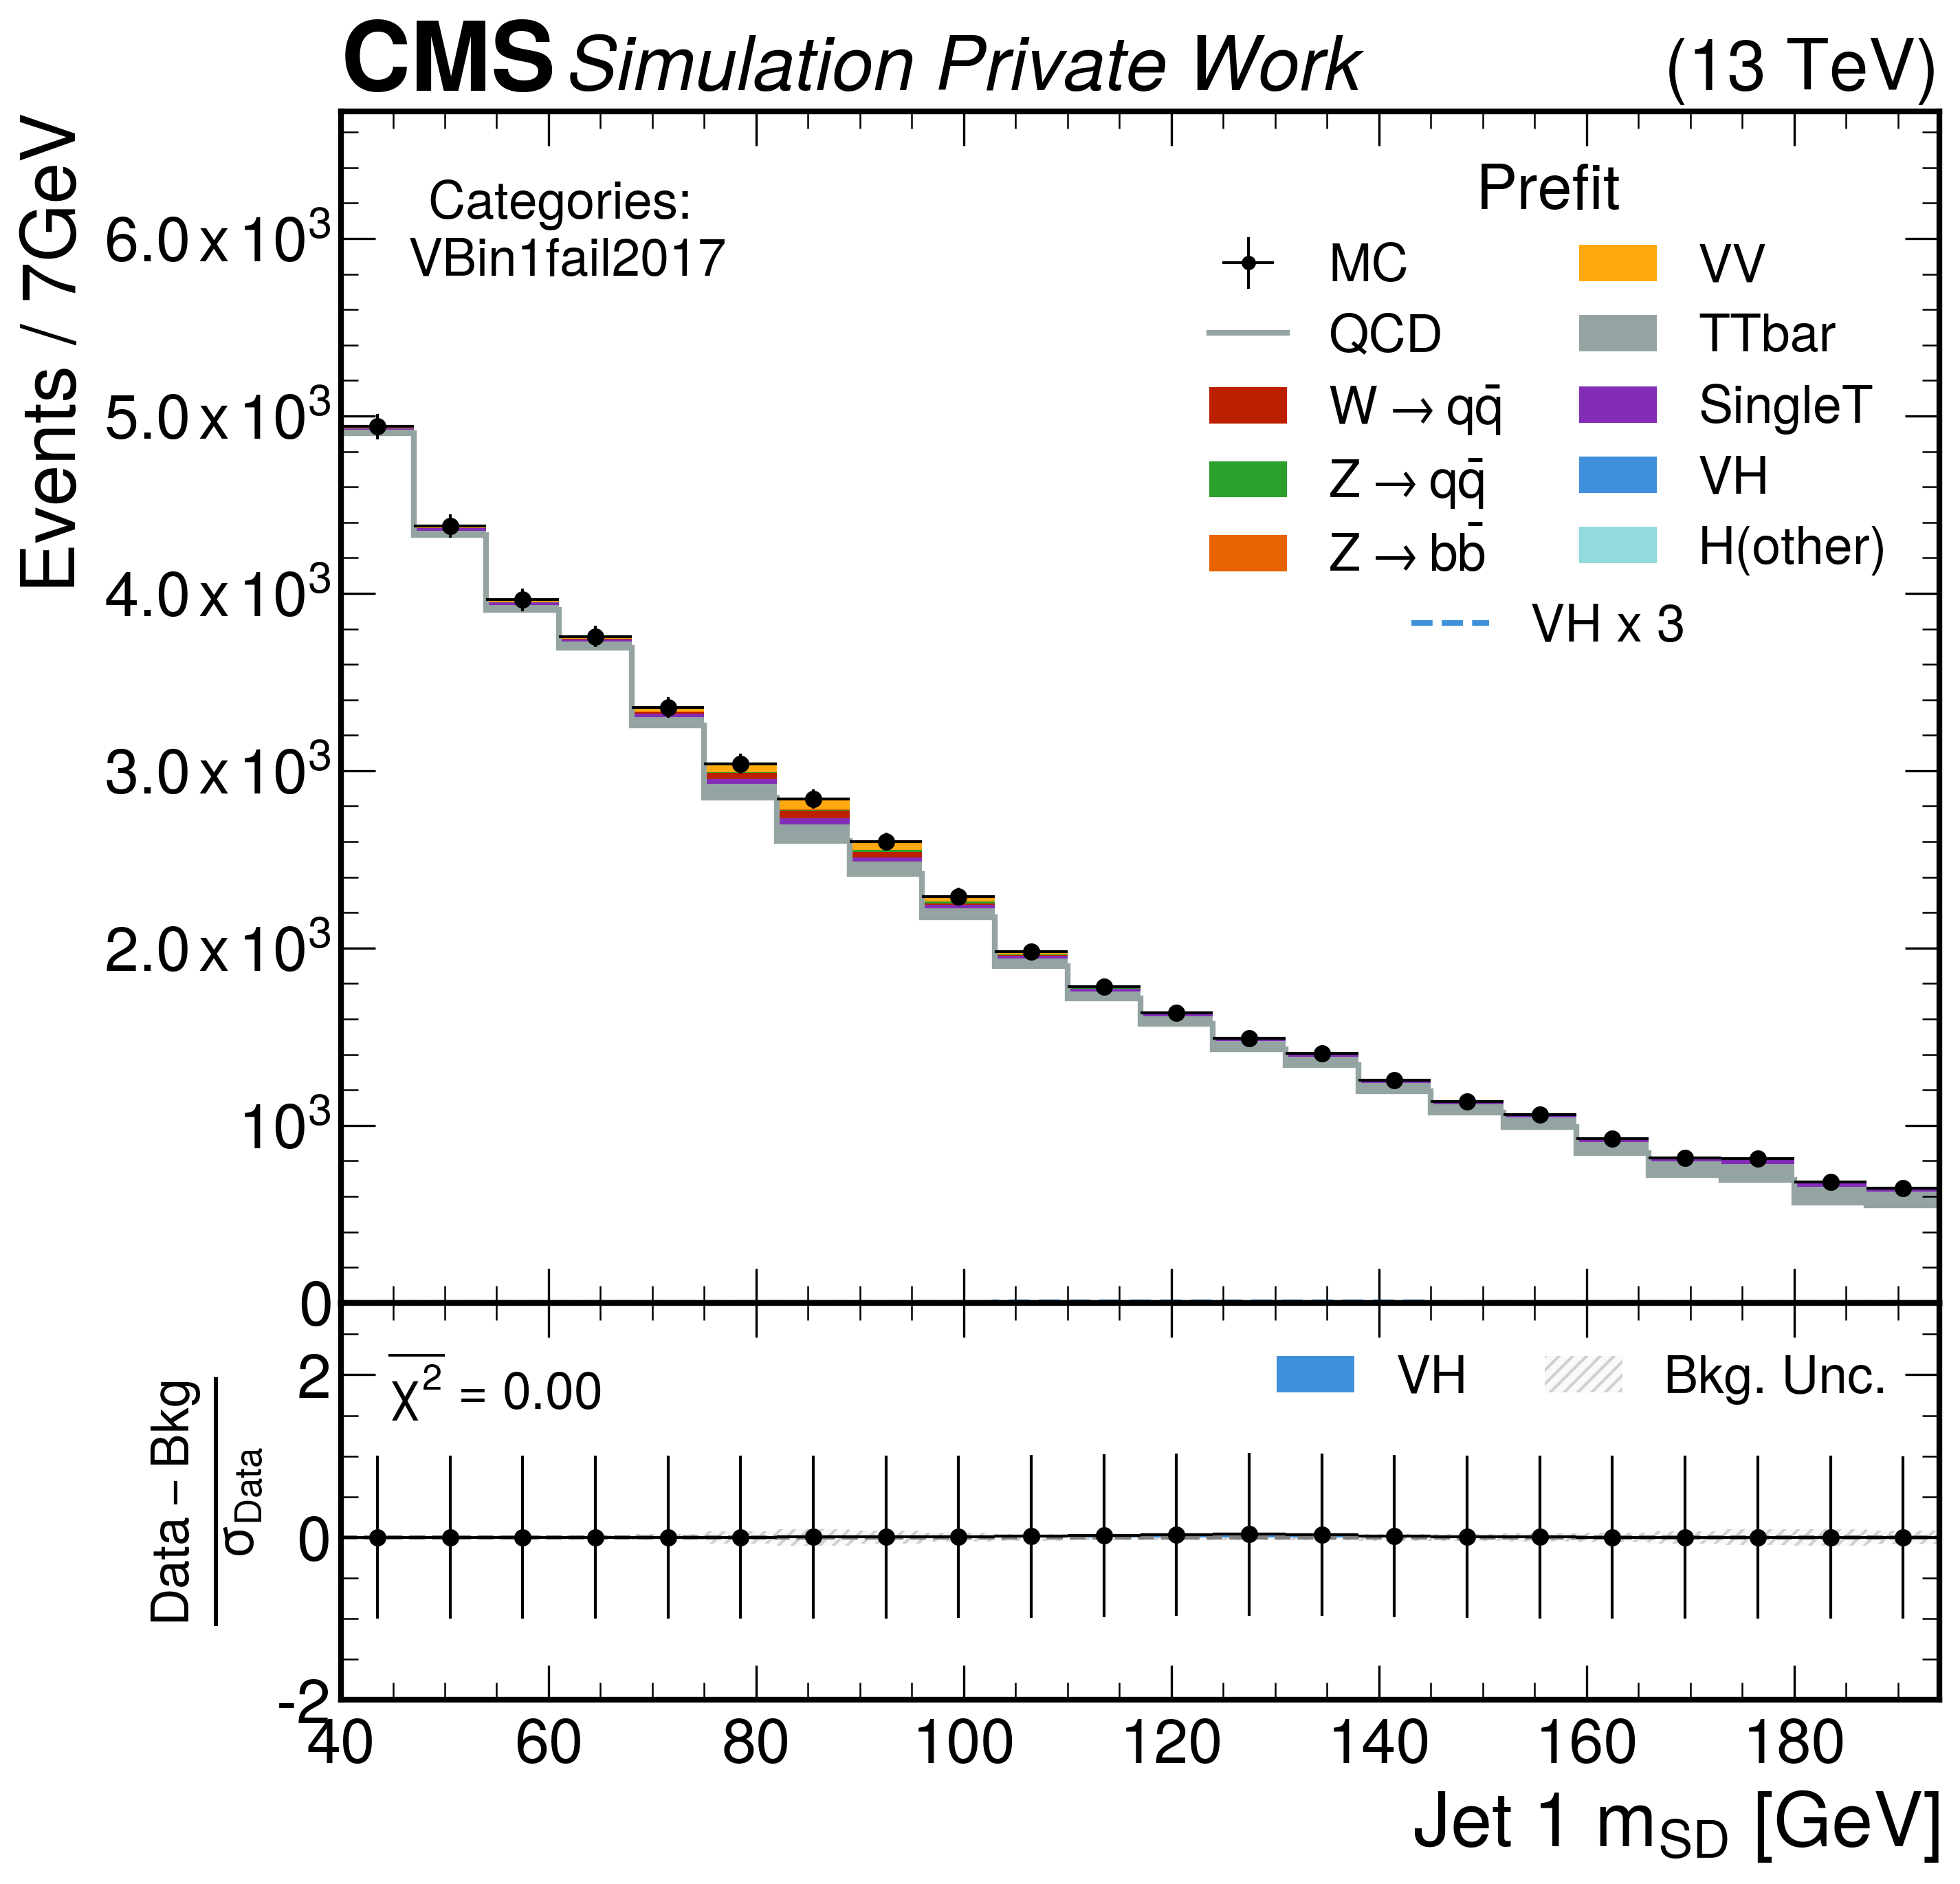 CMS Simulation Private Work (13 TeV)
Events / 7GeV
Categories:
VBin1fail2017
Prefit
MC
QCD
W → qq̄
Z → qq̄
Z → bb̄
VV
TTbar
SingleT
VH
H(other)
VH x 3
6.0 x 10³
5.0 x 10³
4.0 x 10³
3.0 x 10³
2.0 x 10³
10³
0
Data – Bkg
σ_Data
χ² = 0.00
VH
Bkg. Unc.
2
0
-2
40 60 80 100 120 140 160 180
Jet 1 m_SD [GeV]